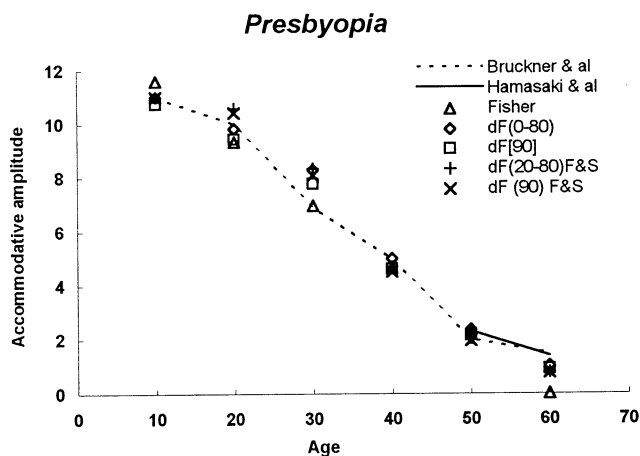 Presbyopia
Bruckner & al
Hamasaki & al
Fisher
dF(0-80)
dF[90]
dF(20-80)F&S
dF (90) F&S
Accommodative amplitude
12
10
8
6
4
2
0
0 10 20 30 40 50 60 70
Age